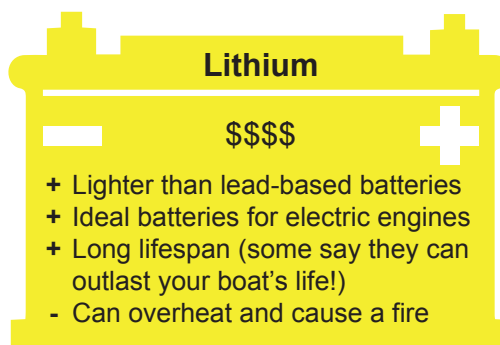 Lithium
$$$$
+ Lighter than lead-based batteries
+ Ideal batteries for electric engines
+ Long lifespan (some say they can
outlast your boat's life!)
- Can overheat and cause a fire